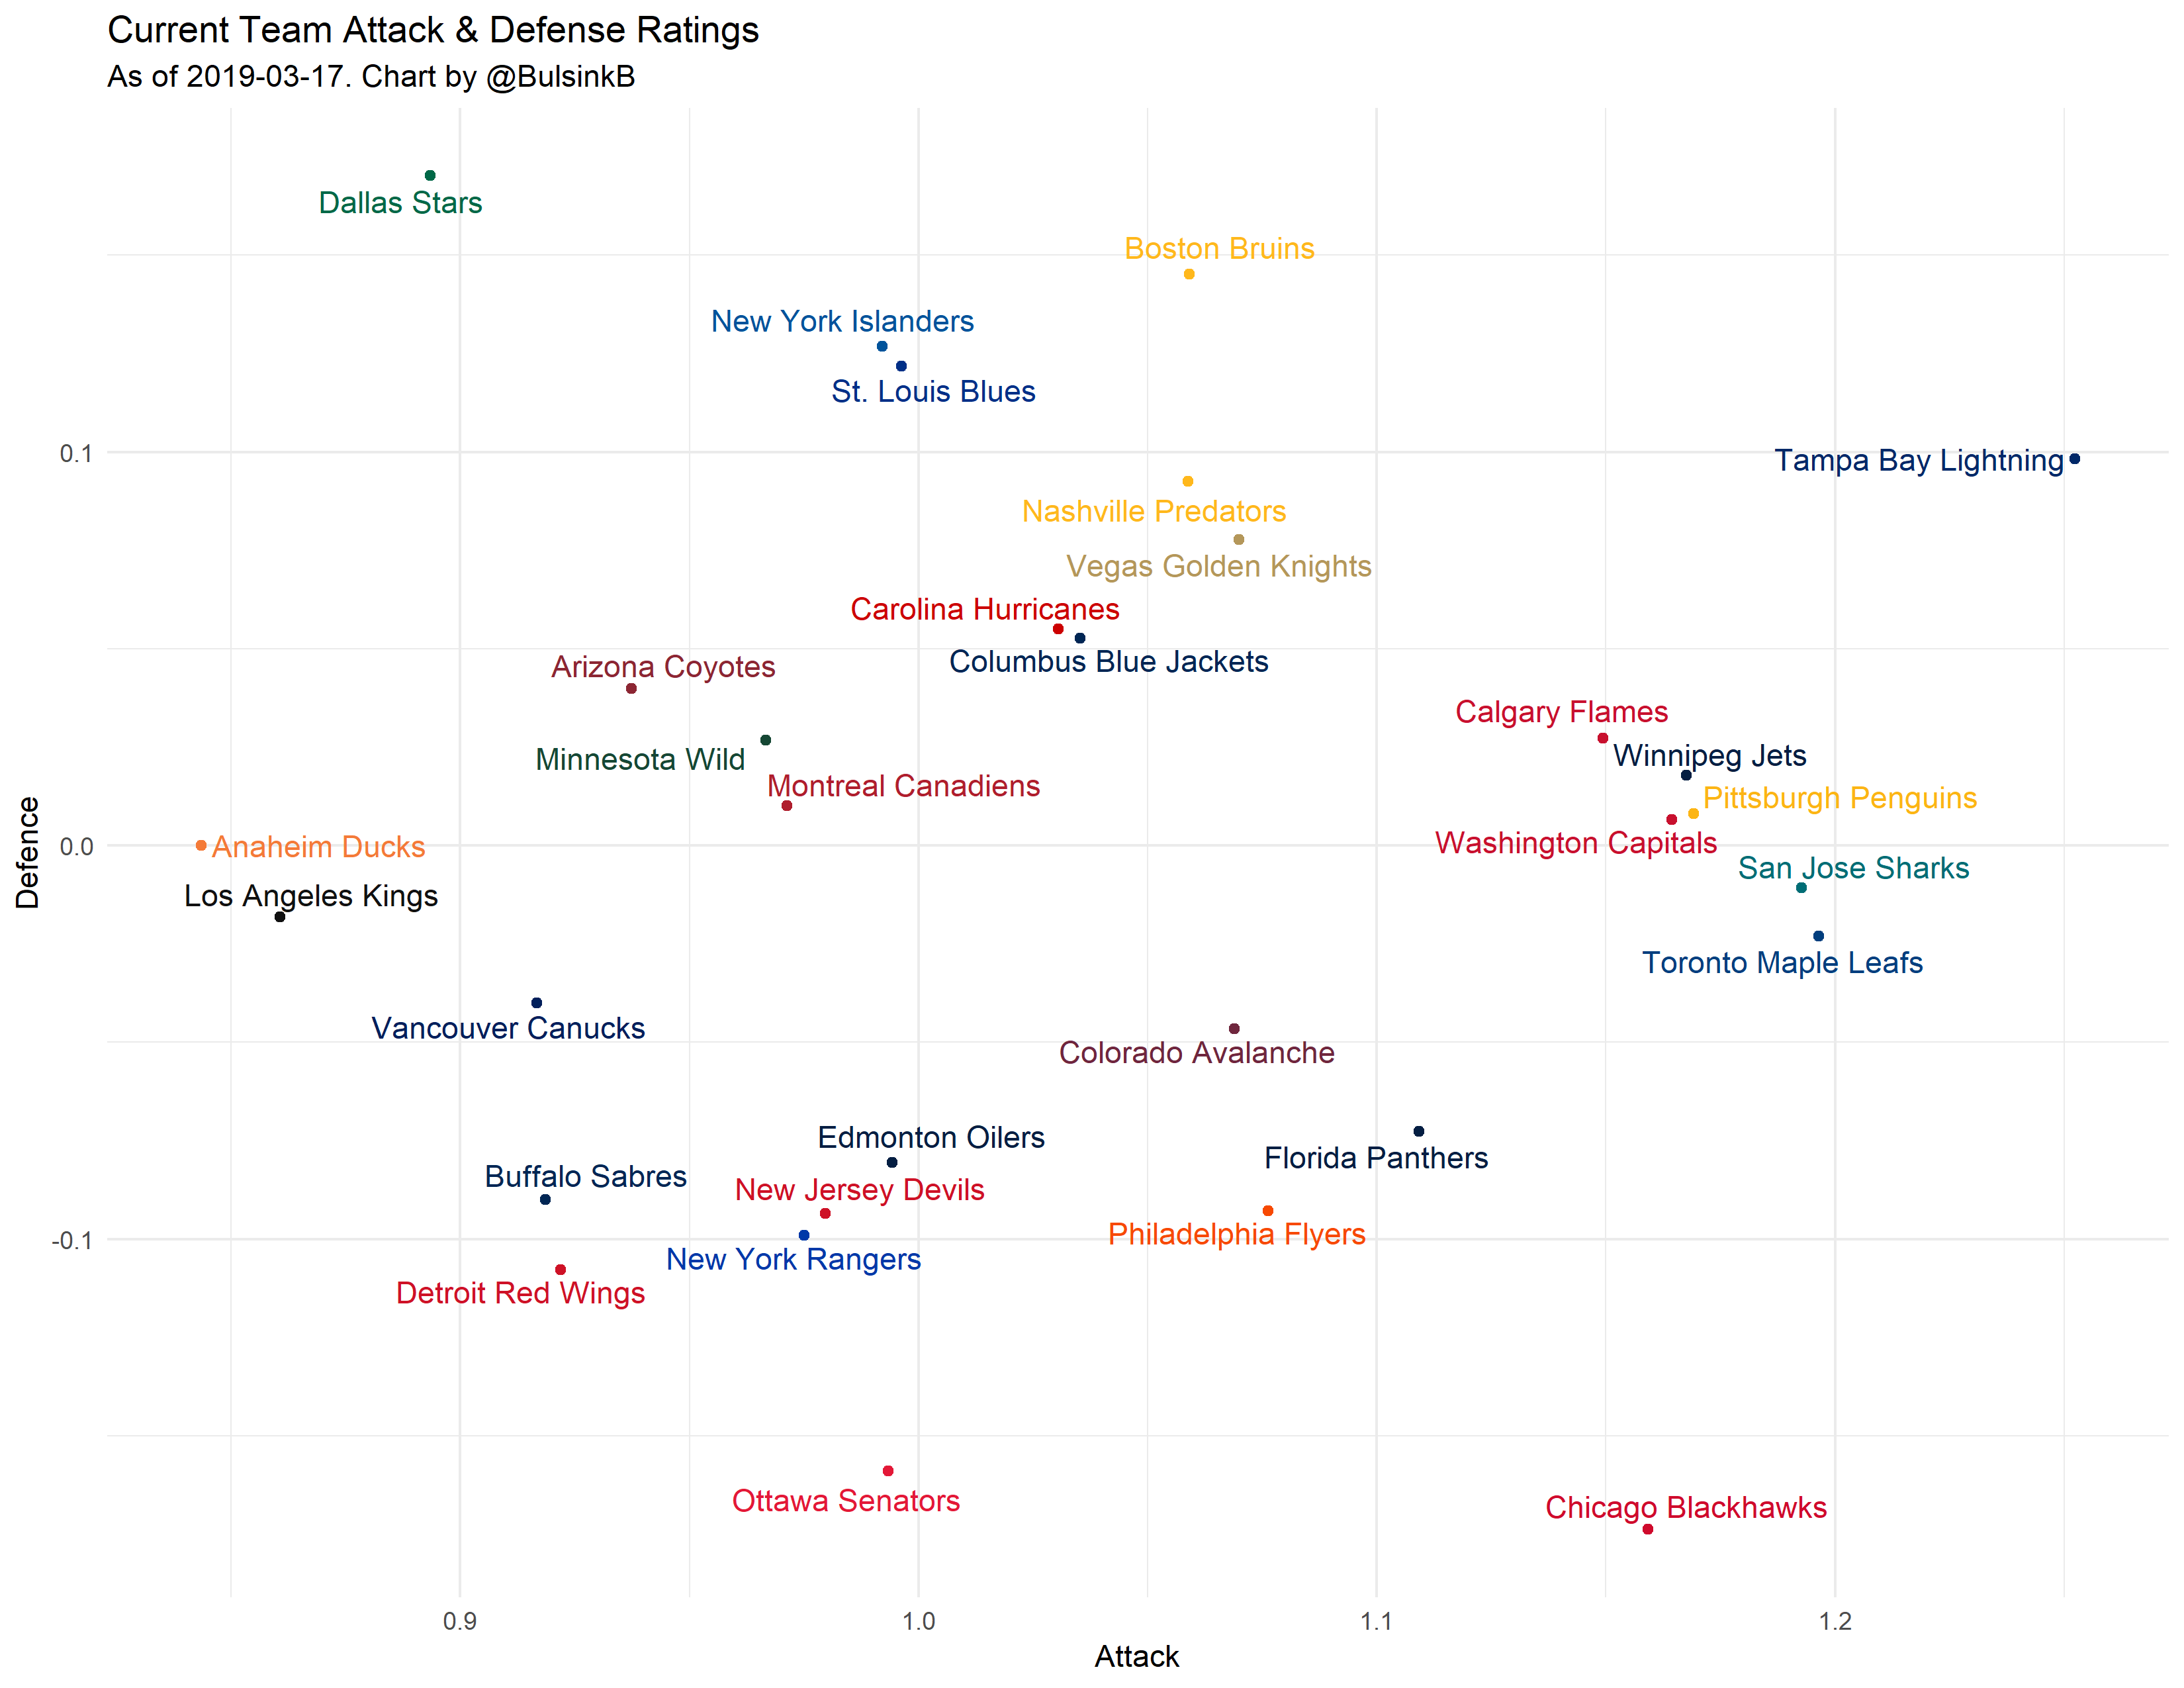 Current Team Attack & Defense Ratings
As of 2019-03-17. Chart by @BulsinkB
Dallas Stars
Boston Bruins
New York Islanders
St. Louis Blues
0.1
Tampa Bay Lightning
Nashville Predators
Vegas Golden Knights
Carolina Hurricanes
Columbus Blue Jackets
Arizona Coyotes
Calgary Flames
Minnesota Wild
Winnipeg Jets
Montreal Canadiens
Pittsburgh Penguins
Washington Capitals
0.0
Anaheim Ducks
Defence
San Jose Sharks
Los Angeles Kings
Toronto Maple Leafs
Vancouver Canucks
Colorado Avalanche
Edmonton Oilers
Florida Panthers
Buffalo Sabres
New Jersey Devils
Philadelphia Flyers
-0.1
New York Rangers
Detroit Red Wings
Ottawa Senators
Chicago Blackhawks
0.9
1.0
1.1
1.2
Attack